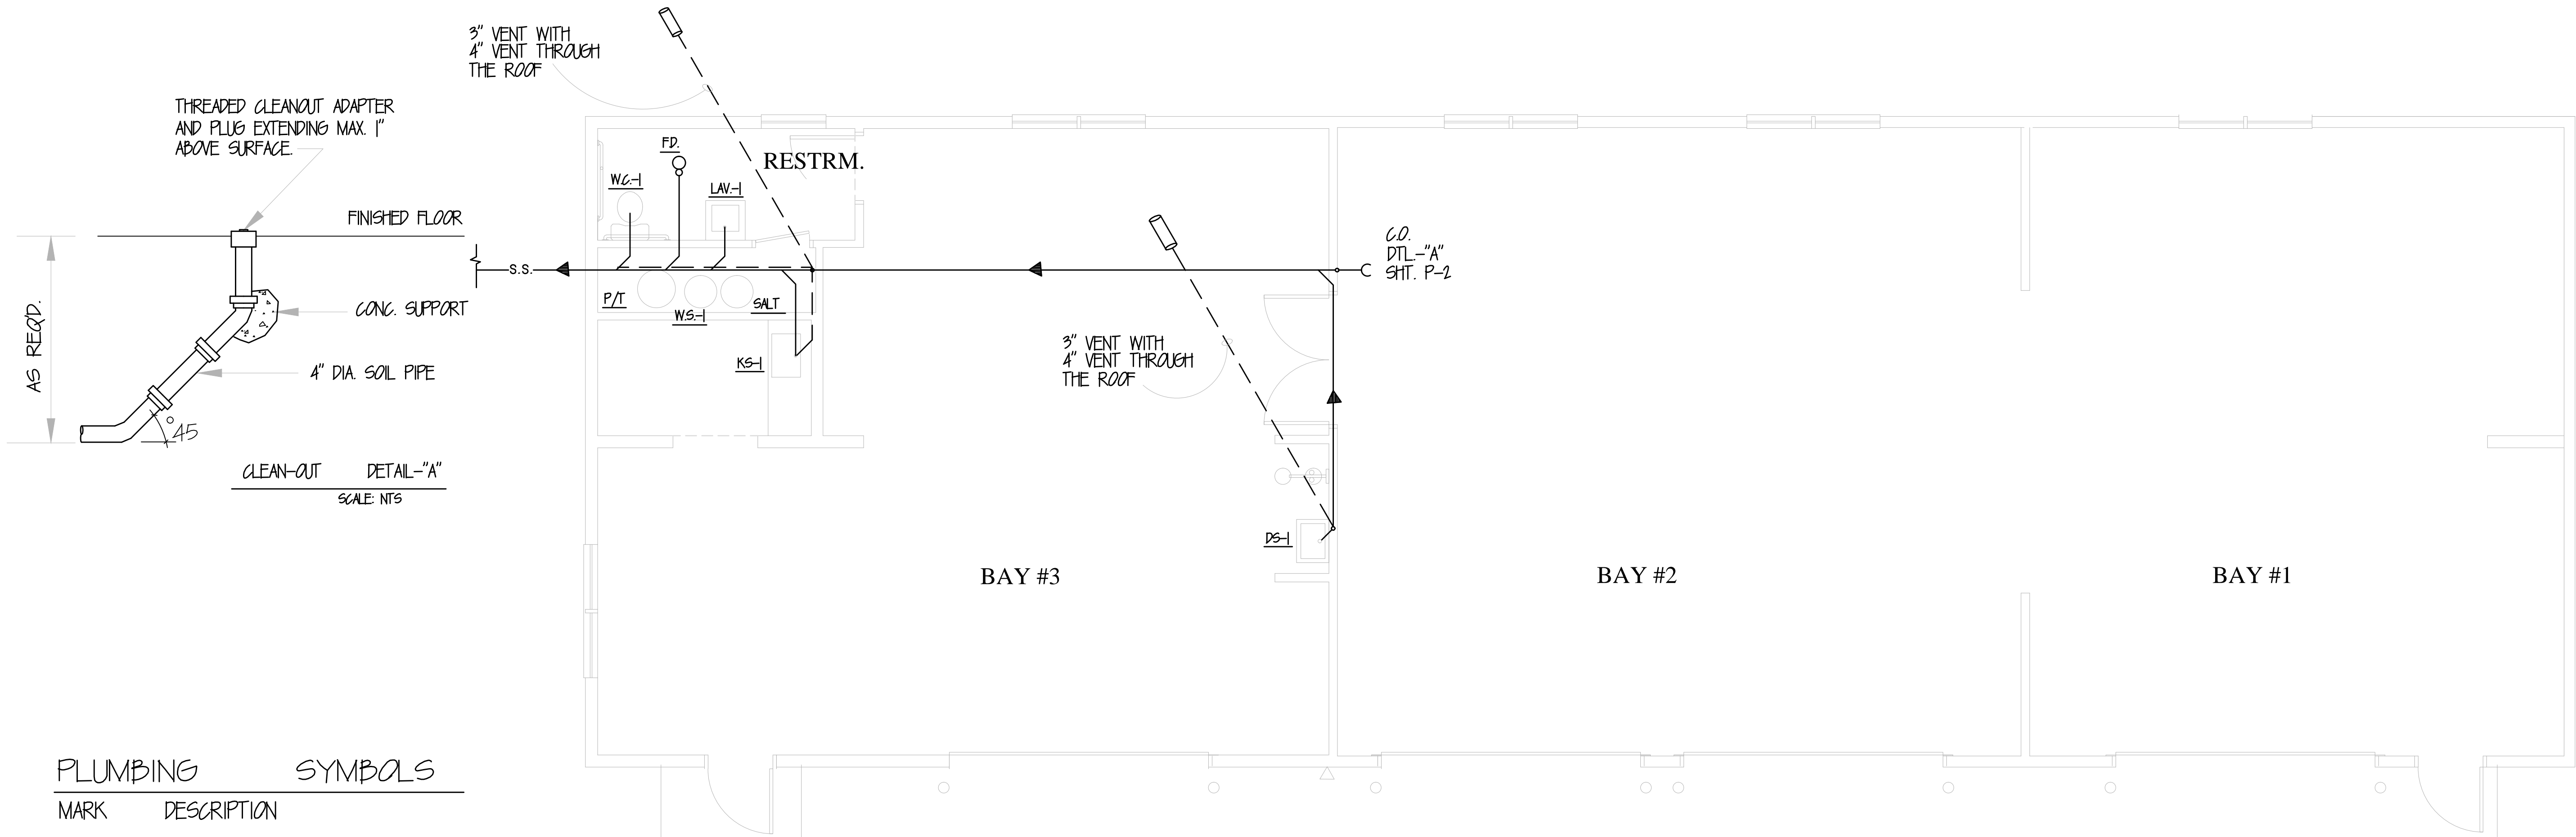 3" VENT WITH
4" VENT THROUGH
THE ROOF
THREADED CLEANOUT ADAPTER
AND PLUG EXTENDING MAX. 1"
ABOVE SURFACE.
FINISHED FLOOR
AS REQ'D.
CONC. SUPPORT
4" DIA. SOIL PIPE
45°
CLEAN-OUT DETAIL-"A"
SCALE: NTS
FD.
RESTRM.
W.C.-1
LAV.-1
S.S.
P/T
W.S.-1
SALT
KS-1
C.O.
DTL.-"A"
SHT. P-2
3" VENT WITH
4" VENT THROUGH
THE ROOF
DS-1
BAY #3
BAY #2
BAY #1
PLUMBING SYMBOLS
MARK DESCRIPTION